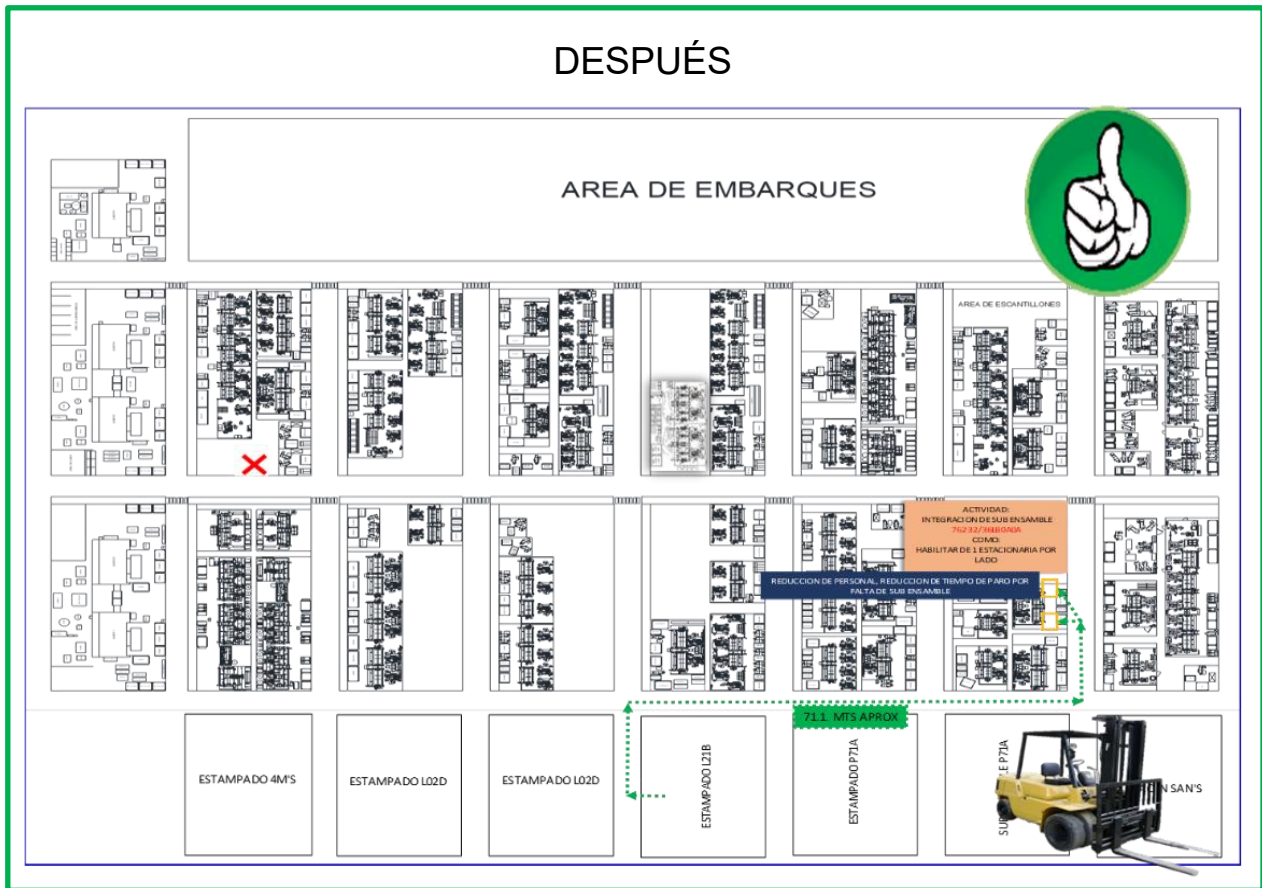 DESPUÉS
AREA DE EMBARQUES
AREA DE ESCANTILLONES
ACTIVIDAD:
INTEGRACION DE SUB ENSAMBLE
COMO:
HABILITAR DE 1 ESTACIONARIA POR
LADO
REDUCCION DE PERSONAL, REDUCCION DE TIEMPO DE PARO POR
FALTA DE SUB ENSAMBLE
71.1. MTS APROX
ESTAMPADO 4M'S
ESTAMPADO L02D
ESTAMPADO L02D
ESTAMPADO L21B
ESTAMPADO P71A
P71A
SAN'S